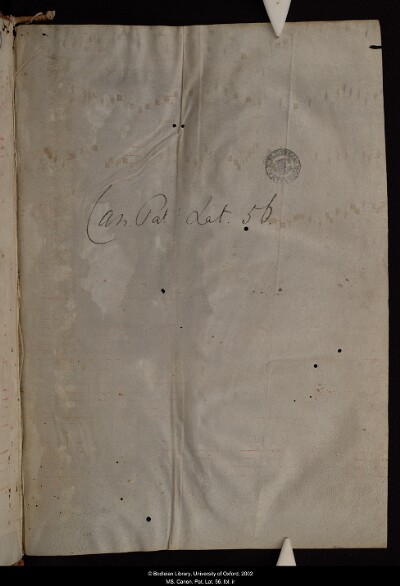 Can. Pat. Lat. 56.
© Bodleian Library, University of Oxford, 2002
MS. Canon. Pat. Lat. 56. fol. ir